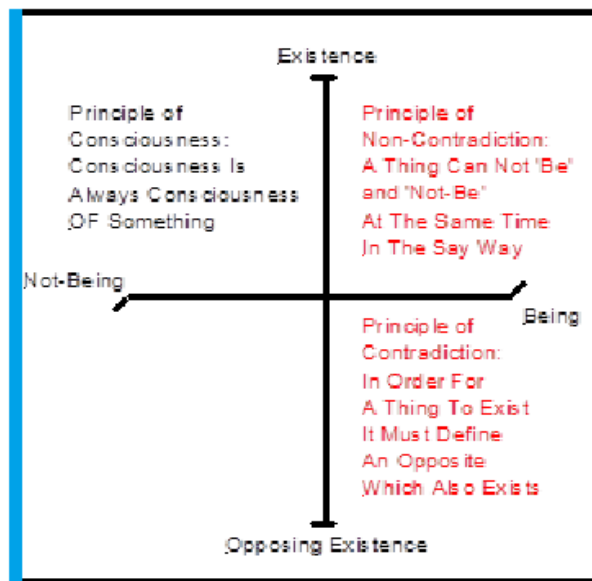 Existence
Principle of
Consciousness:
Consciousness Is
Always Consciousness
OF Something
Principle of
Non-Contradiction:
A Thing Can Not 'Be'
and 'Not-Be'
At The Same Time
In The Say Way
Not-Being
Being
Principle of
Contradiction:
In Order For
A Thing To Exist
It Must Define
An Opposite
Which Also Exists
Opposing Existence